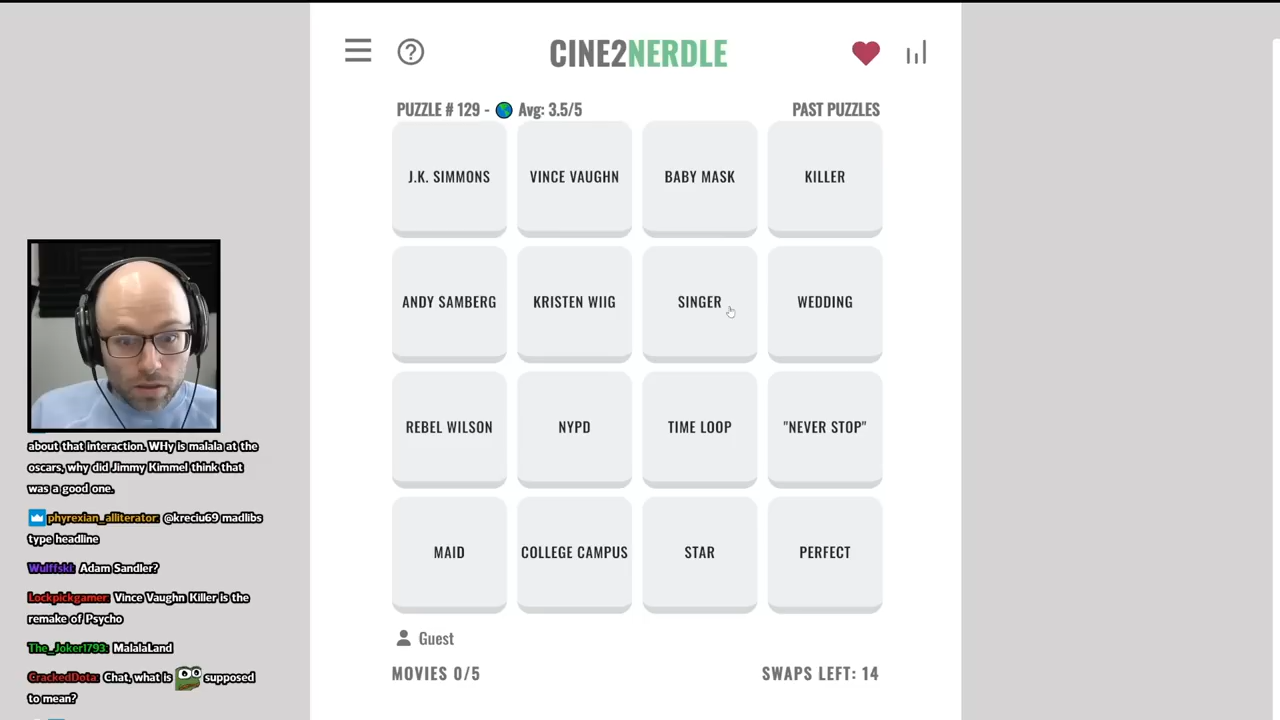 CINE2NERDLE
PUZZLE # 129 - 🌎 Avg: 3.5/5
PAST PUZZLES
J.K. SIMMONS
VINCE VAUGHN
BABY MASK
KILLER
ANDY SAMBERG
KRISTEN WIIG
SINGER
WEDDING
REBEL WILSON
NYPD
TIME LOOP
"NEVER STOP"
MAID
COLLEGE CAMPUS
STAR
PERFECT
Guest
MOVIES 0/5
SWAPS LEFT: 14
about that interaction. WHy is malala at the
oscars, why did Jimmy Kimmel think that
was a good one.
phyrexian_alliterator: @kreciu69 madlibs
type headline
Wulffski: Adam Sandler?
Lockpickgamer: Vince Vaughn Killer is the
remake of Psycho
The_Joker1793: MalalaLand
CrackedDota: Chat, what is supposed
to mean?